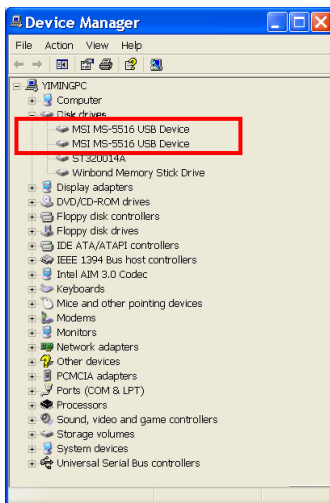 Device Manager
File Action View Help
YIMINGPC
Computer
Disk drives
MSI MS-5516 USB Device
MSI MS-5516 USB Device
ST320014A
Winbond Memory Stick Drive
Display adapters
DVD/CD-ROM drives
Floppy disk controllers
Floppy disk drives
IDE ATA/ATAPI controllers
IEEE 1394 Bus host controllers
Intel AIM 3.0 Codec
Keyboards
Mice and other pointing devices
Modems
Monitors
Network adapters
Other devices
PCMCIA adapters
Ports (COM & LPT)
Processors
Sound, video and game controllers
Storage volumes
System devices
Universal Serial Bus controllers